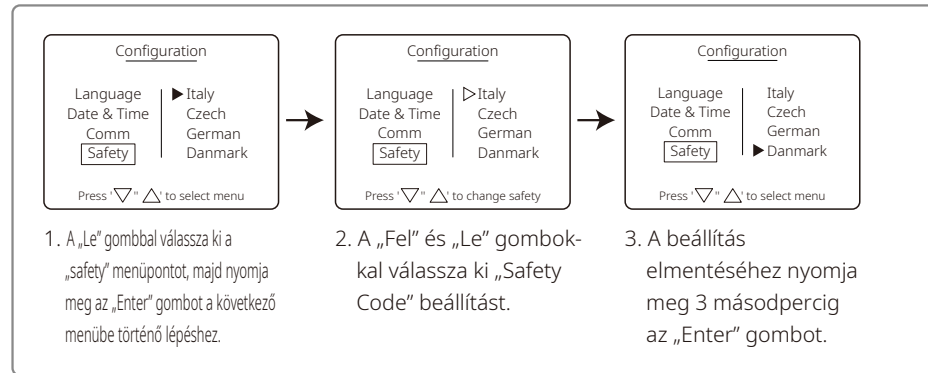 Configuration
Language ▶ Italy
Date & Time Czech
Comm German
Safety Danmark
Press '▽'' △' to select menu
1. A „Le” gombbal válassza ki a
„safety” menüpontot, majd nyomja
meg az „Enter” gombot a következő
menübe történő lépéshez.
Configuration
Language ▷ Italy
Date & Time Czech
Comm German
Safety Danmark
Press '▽'' △' to change safety
2. A „Fel” és „Le” gombok-
kal válassza ki „Safety
Code” beállítást.
Configuration
Language Italy
Date & Time Czech
Comm German
Safety ▶ Danmark
Press '▽'' △' to select menu
3. A beállítás
elmentéséhez nyomja
meg 3 másodpercig
az „Enter” gombot.